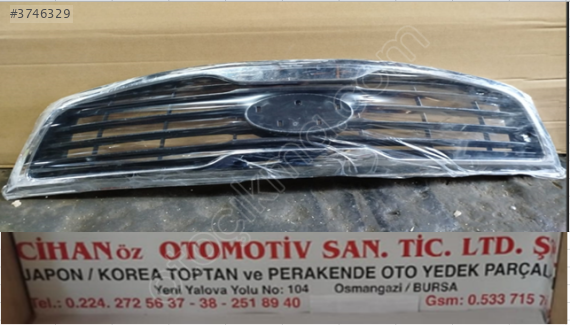 #3746329
CİHANöz OTOMOTİV SAN. TİC. LTD. Ş
JAPON / KOREA TOPTAN ve PERAKENDE OTO YEDEK PARÇAL
Yeni Yalova Yolu No: 104 Osmangazi / BURSA
Tel.: 0.224. 272 56 37 - 38 - 251 89 40 Gsm: 0.533 715 7